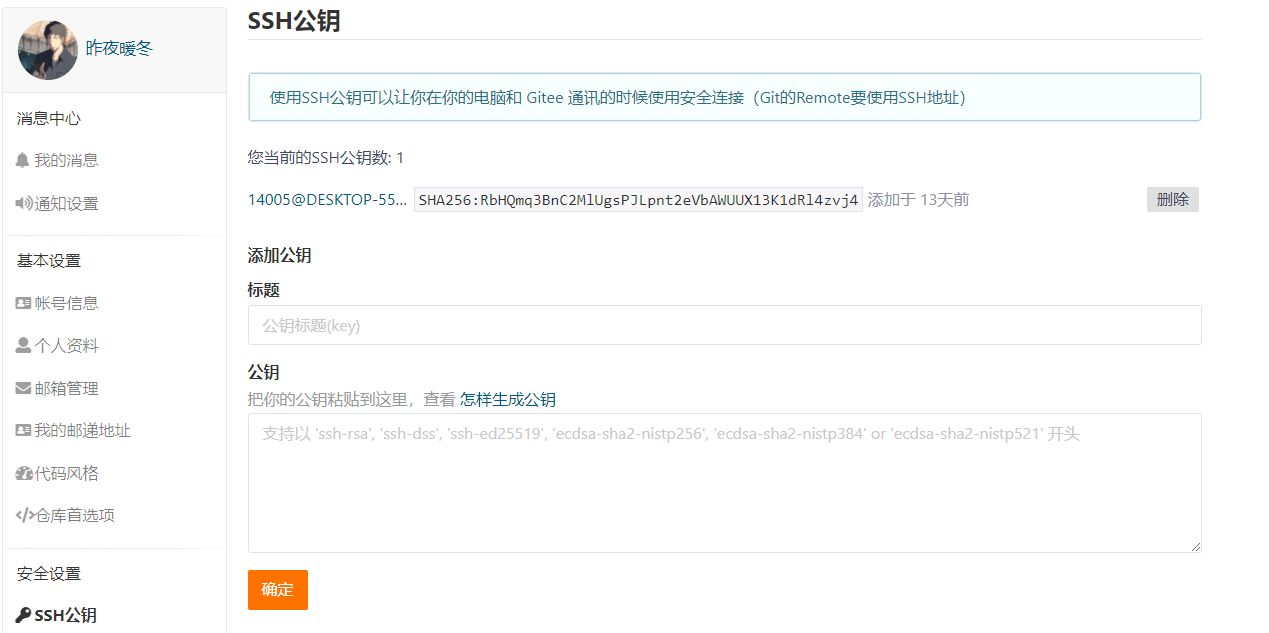 昨夜暖冬
消息中心
我的消息
通知设置
基本设置
帐号信息
个人资料
邮箱管理
我的邮递地址
代码风格
仓库首选项
安全设置
SSH公钥
SSH公钥
使用SSH公钥可以让你在你的电脑和 Gitee 通讯的时候使用安全连接（Git的Remote要使用SSH地址）
您当前的SSH公钥数: 1
14005@DESKTOP-55... SHA256:RbHQmq3BnC2MlUgsPJLpnt2eVbAWUUX13K1dRl4zvj4 添加于 13天前 删除
添加公钥
标题
公钥标题(key)
公钥
把你的公钥粘贴到这里，查看 怎样生成公钥
支持以 'ssh-rsa', 'ssh-dss', 'ssh-ed25519', 'ecdsa-sha2-nistp256', 'ecdsa-sha2-nistp384' or 'ecdsa-sha2-nistp521' 开头
确定